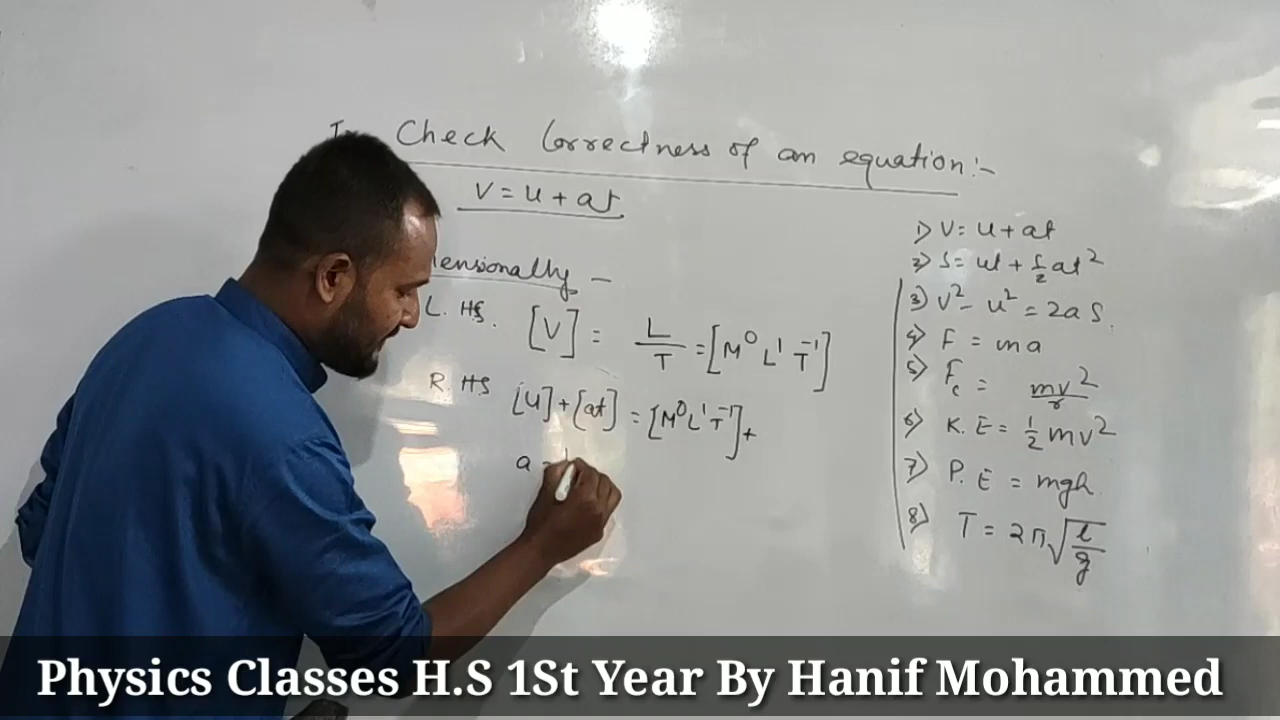 Check Correctness of an equation:-
V = u + at
ensionally –
L. HS. [V] = L/T = [M⁰ L¹ T⁻¹]
R. HS [u] + [at] = [M⁰L¹T⁻¹] +
a =
1) V = u + at
2) S = ut + ½ at²
3) v² - u² = 2as.
4) F = ma
5) Fc = mv²/r
6) K. E = ½ mv²
7) P. E = mgh
8) T = 2π√(l/g)
Physics Classes H.S 1St Year By Hanif Mohammed